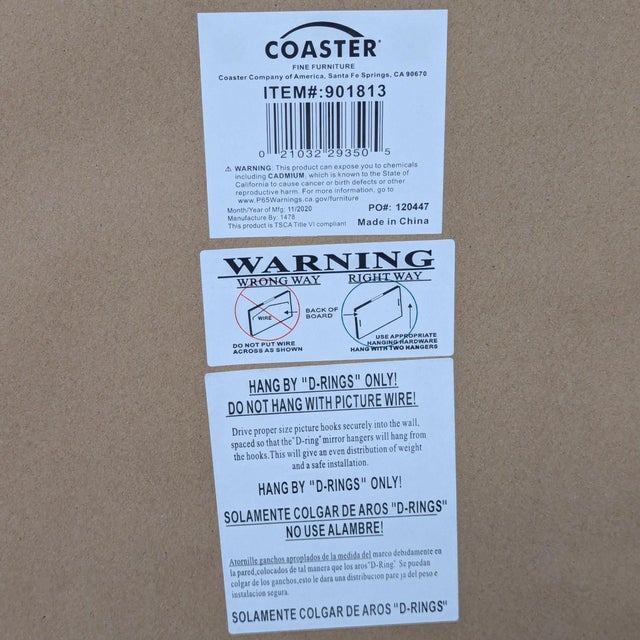 COASTER®
FINE FURNITURE
Coaster Company of America, Santa Fe Springs, CA 90670
ITEM#:901813
0 21032 29350 5
⚠ WARNING: This product can expose you to chemicals
including CADMIUM, which is known to the State of
California to cause cancer or birth defects or other
reproductive harm. For more information, go to
www.P65Warnings.ca.gov/furniture
Month/Year of Mfg: 11/2020
PO#: 120447
Manufacture By: 1478
This product is TSCA Title VI compliant
Made in China
WARNING
WRONG WAY
RIGHT WAY
WIRE
BACK OF
BOARD
DO NOT PUT WIRE
ACROSS AS SHOWN
USE APPROPRIATE
HANGING HARDWARE
HANG WITH TWO HANGERS
HANG BY "D-RINGS" ONLY!
DO NOT HANG WITH PICTURE WIRE!
Drive proper size picture hooks securely into the wall,
spaced so that the "D-ring" mirror hangers will hang from
the hooks.This will give an even distribution of weight
and a safe installation.
HANG BY "D-RINGS" ONLY!
SOLAMENTE COLGAR DE AROS "D-RINGS"
NO USE ALAMBRE!
Atornille ganchos aproplados de la medida del marco debidamente en
la pared,colocados de tal manera que los aros"D-Ring." Se puedan
colgar de los ganchos,esto le dara una distribucion pare ja del peso e
instalacion segura.
SOLAMENTE COLGAR DE AROS "D-RINGS"